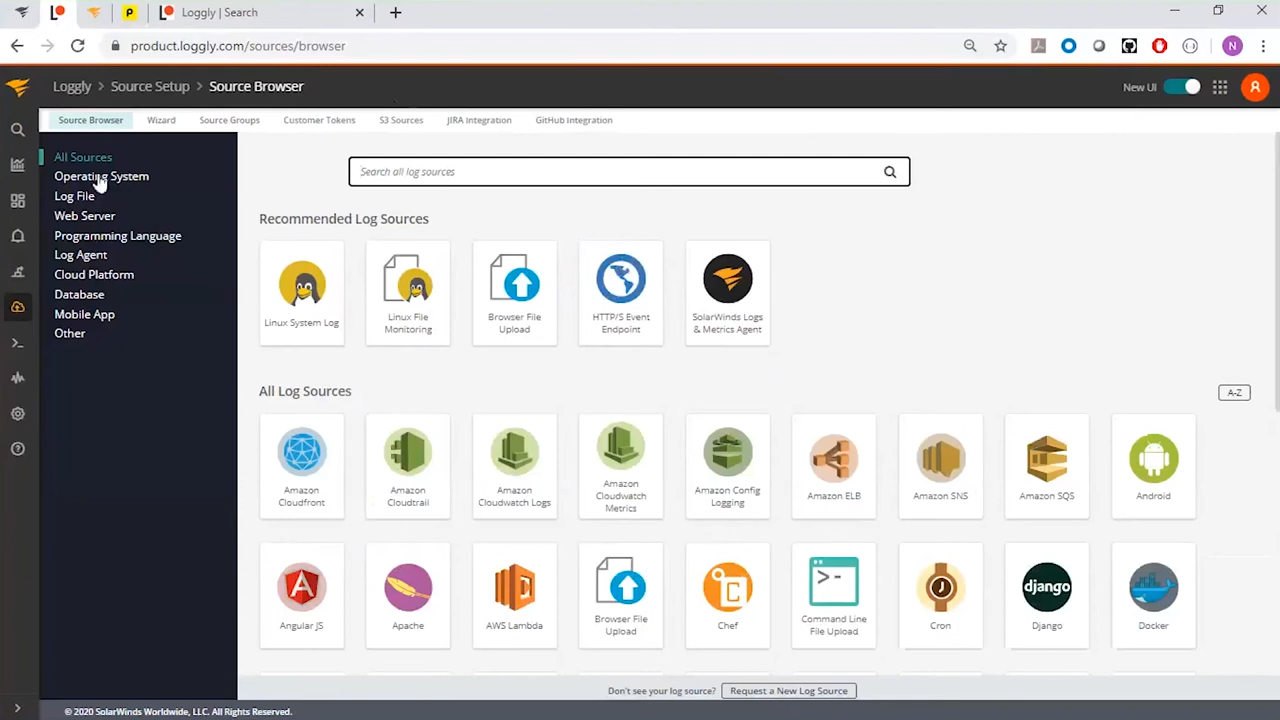 Loggly | Search
product.loggly.com/sources/browser
N
Loggly > Source Setup > Source Browser
New UI
Source Browser
Wizard
Source Groups
Customer Tokens
S3 Sources
JIRA Integration
GitHub Integration
All Sources
Operating System
Log File
Web Server
Programming Language
Log Agent
Cloud Platform
Database
Mobile App
Other
Search all log sources
Recommended Log Sources
Linux System Log
Linux File
Monitoring
Browser File
Upload
HTTP/S Event
Endpoint
SolarWinds Logs
& Metrics Agent
All Log Sources
A-Z
Amazon
Cloudfront
Amazon
Cloudtrail
Amazon
Cloudwatch Logs
Amazon
Cloudwatch
Metrics
Amazon Config
Logging
Amazon ELB
Amazon SNS
Amazon SQS
Android
Angular JS
Apache
AWS Lambda
Browser File
Upload
Chef
Command Line
File Upload
Cron
django
Django
Docker
Don't see your log source?
Request a New Log Source
© 2020 SolarWinds Worldwide, LLC. All Rights Reserved.